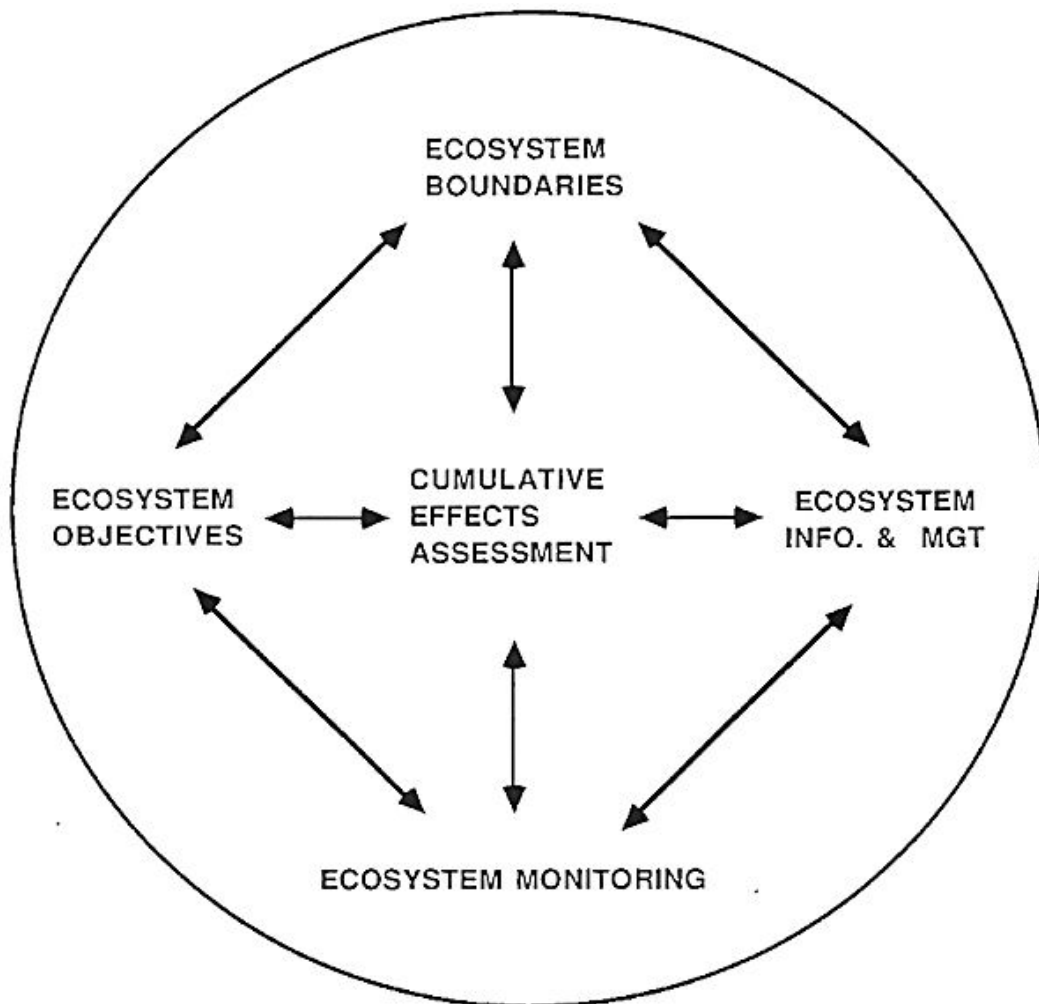 ECOSYSTEM
BOUNDARIES
ECOSYSTEM
OBJECTIVES
CUMULATIVE
EFFECTS
ASSESSMENT
ECOSYSTEM
INFO. & MGT
ECOSYSTEM MONITORING